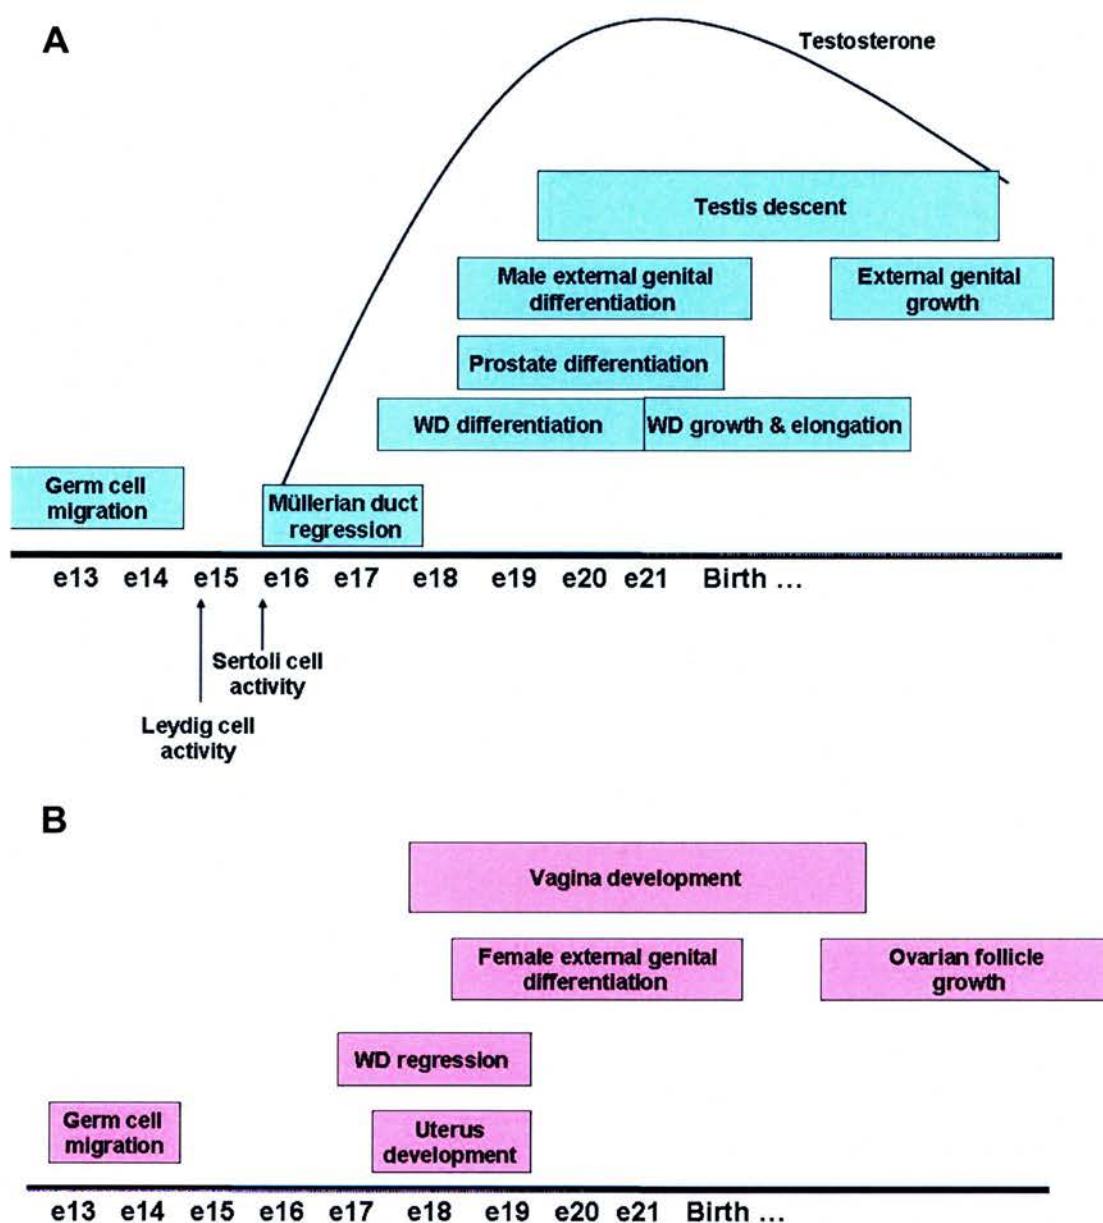 A
Testosterone
Testis descent
Male external genital
differentiation
External genital
growth
Prostate differentiation
WD differentiation
WD growth & elongation
Germ cell
migration
Müllerian duct
regression
e13 e14 e15 e16 e17 e18 e19 e20 e21 Birth ...
Sertoli cell
activity
Leydig cell
activity
B
Vagina development
Female external genital
differentiation
Ovarian follicle
growth
WD regression
Germ cell
migration
Uterus
development
e13 e14 e15 e16 e17 e18 e19 e20 e21 Birth ...